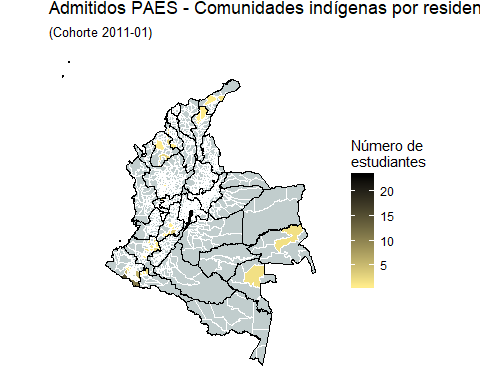 Admitidos PAES - Comunidades indígenas por residen
(Cohorte 2011-01)
Número de
estudiantes
20
15
10
5